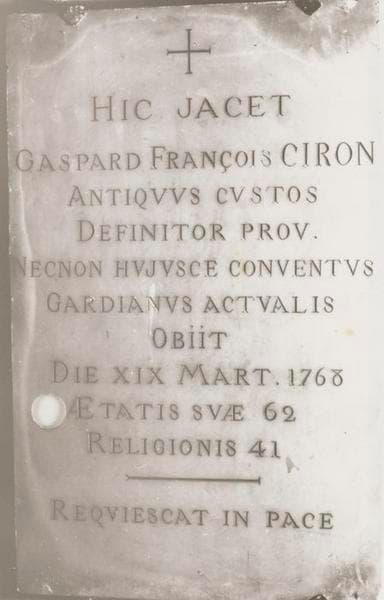 HIC JACET
GASPARD FRANÇOIS CIRON
ANTIQVVS CVSTOS
DEFINITOR PROV.
NECNON HVJVSCE CONVENTVS
GARDIANVS ACTVALIS
OBIIT
DIE XIX MART. 1768
ÆTATIS SVÆ 62
RELIGIONIS 41
REQVIESCAT IN PACE